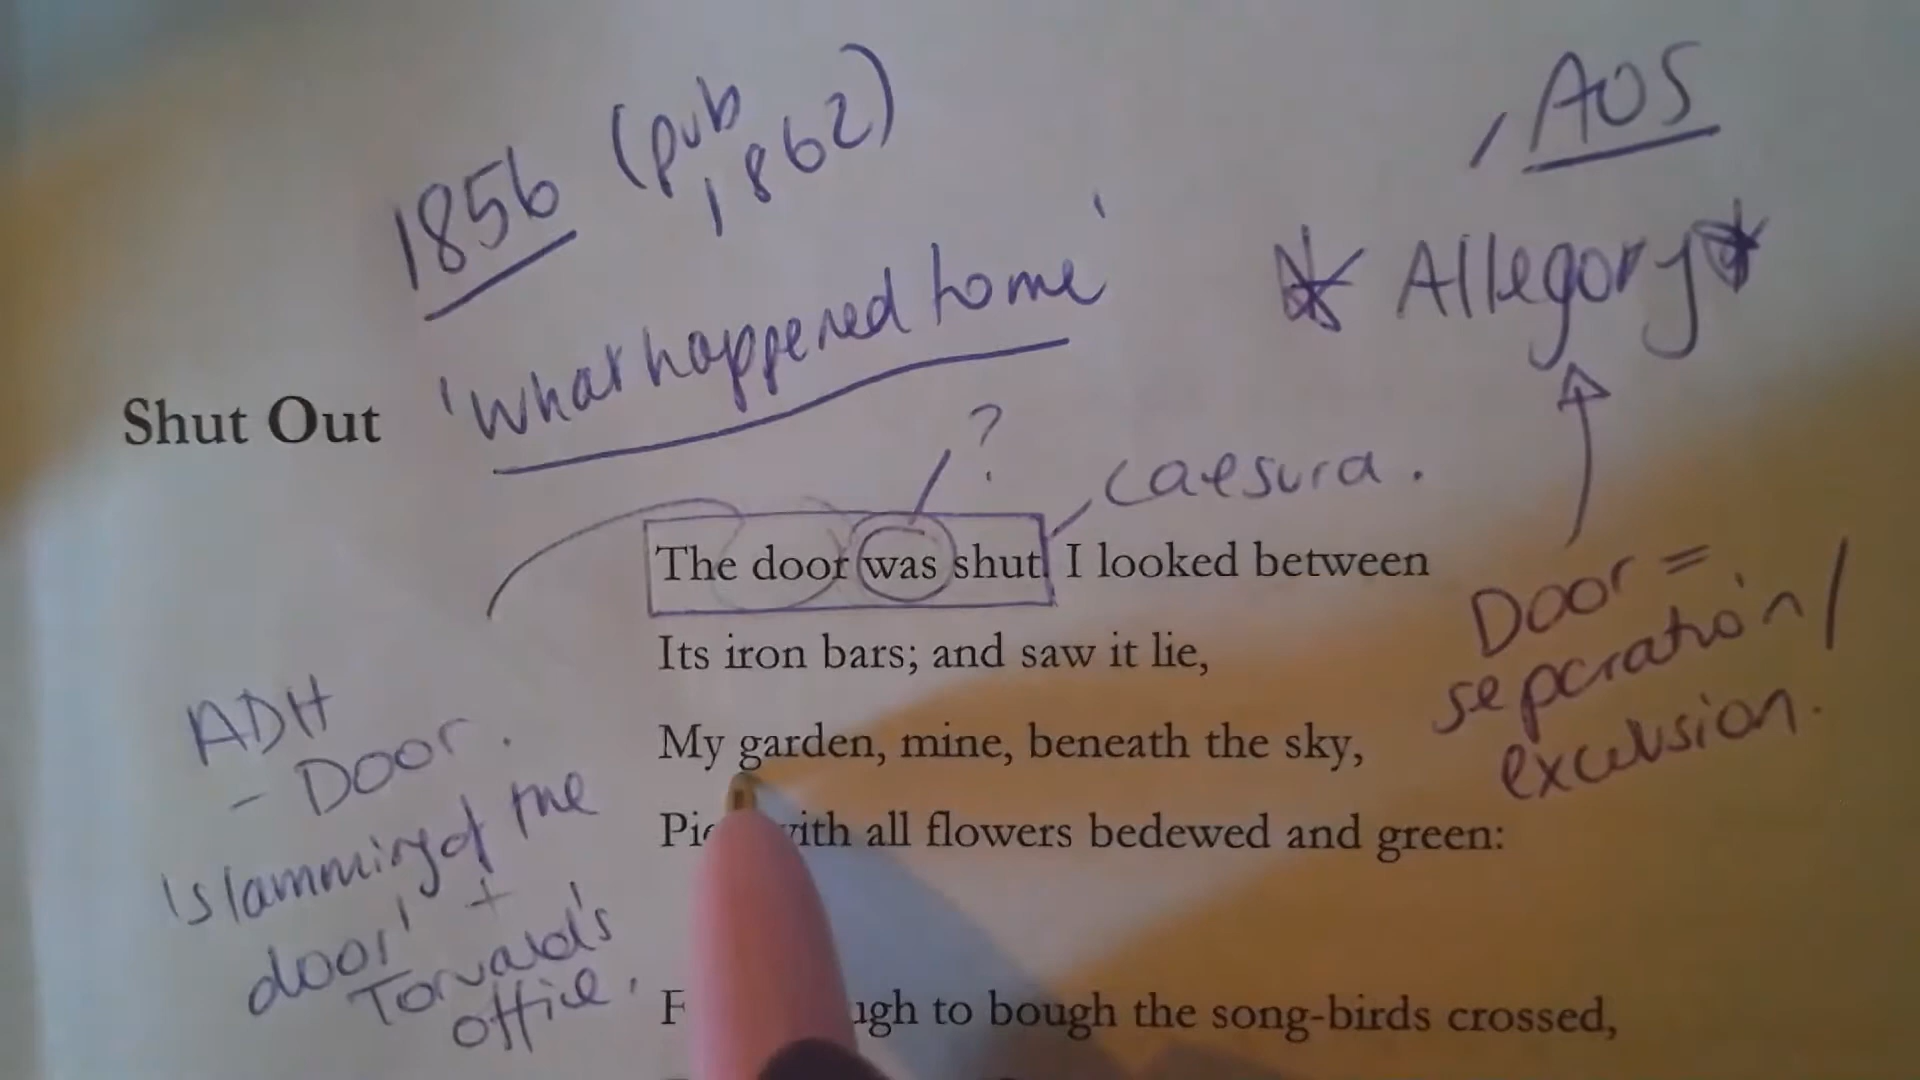 1856 (pub 1862)
, AOS
* Allegory *
Shut Out
'What happened home'
?
caesura.
The door was shut. I looked between
Its iron bars; and saw it lie,
My garden, mine, beneath the sky,
with all flowers bedewed and green:
to bough the song-birds crossed,
Door =
separation /
exclusion.
ADH
- Door.
'slamming of the
door' +
Torvald's
office.